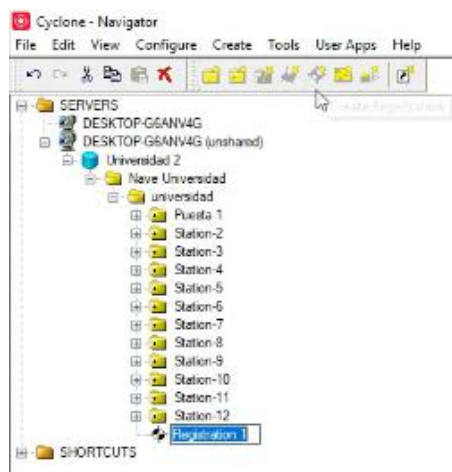 Cyclone - Navigator
File Edit View Configure Create Tools User Apps Help
SERVERS
DESKTOP-G6ANV4G
DESKTOP-G6ANV4G (unshared)
Universidad 2
Nave Universidad
universidad
Puesta 1
Station-2
Station-3
Station-4
Station-5
Station-6
Station-7
Station-8
Station-9
Station-10
Station-11
Station-12
Registration 1
SHORTCUTS